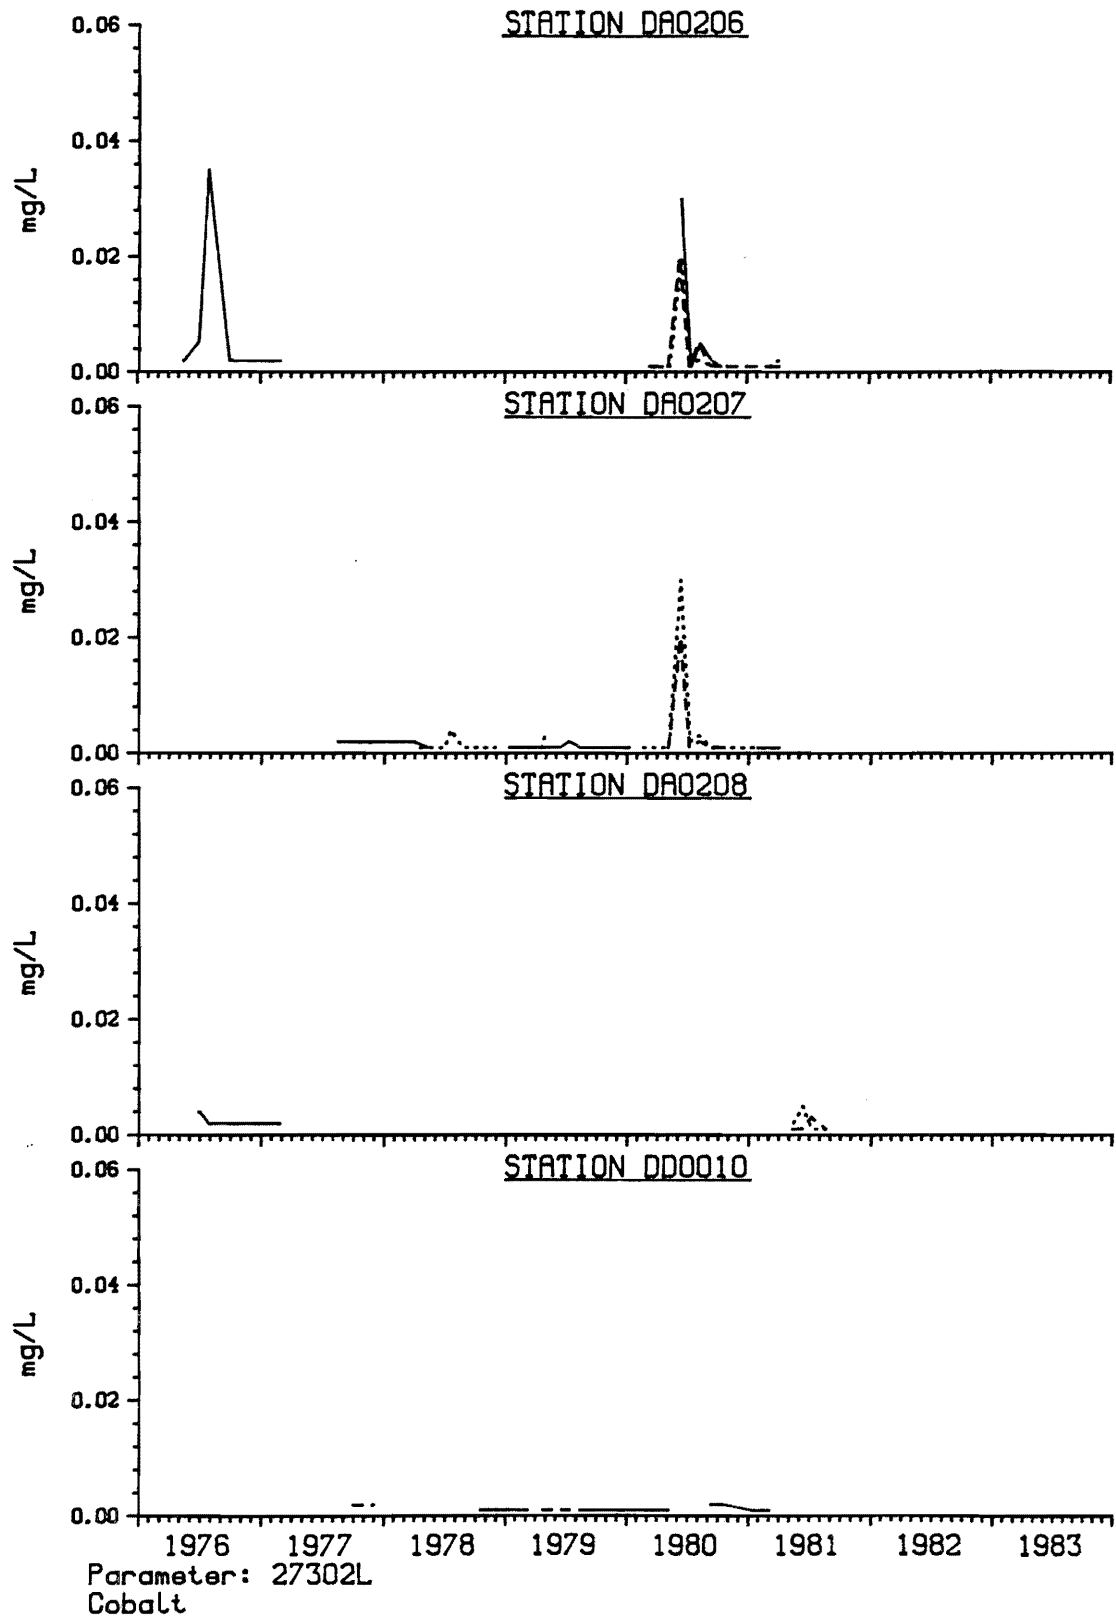 STATION DA0206
0.06
0.04
mg/L
0.02
0.00
STATION DA0207
0.06
0.04
mg/L
0.02
0.00
STATION DA0208
0.06
0.04
mg/L
0.02
0.00
STATION DD0010
0.06
0.04
mg/L
0.02
0.00
1976 1977 1978 1979 1980 1981 1982 1983
Parameter: 27302L
Cobalt